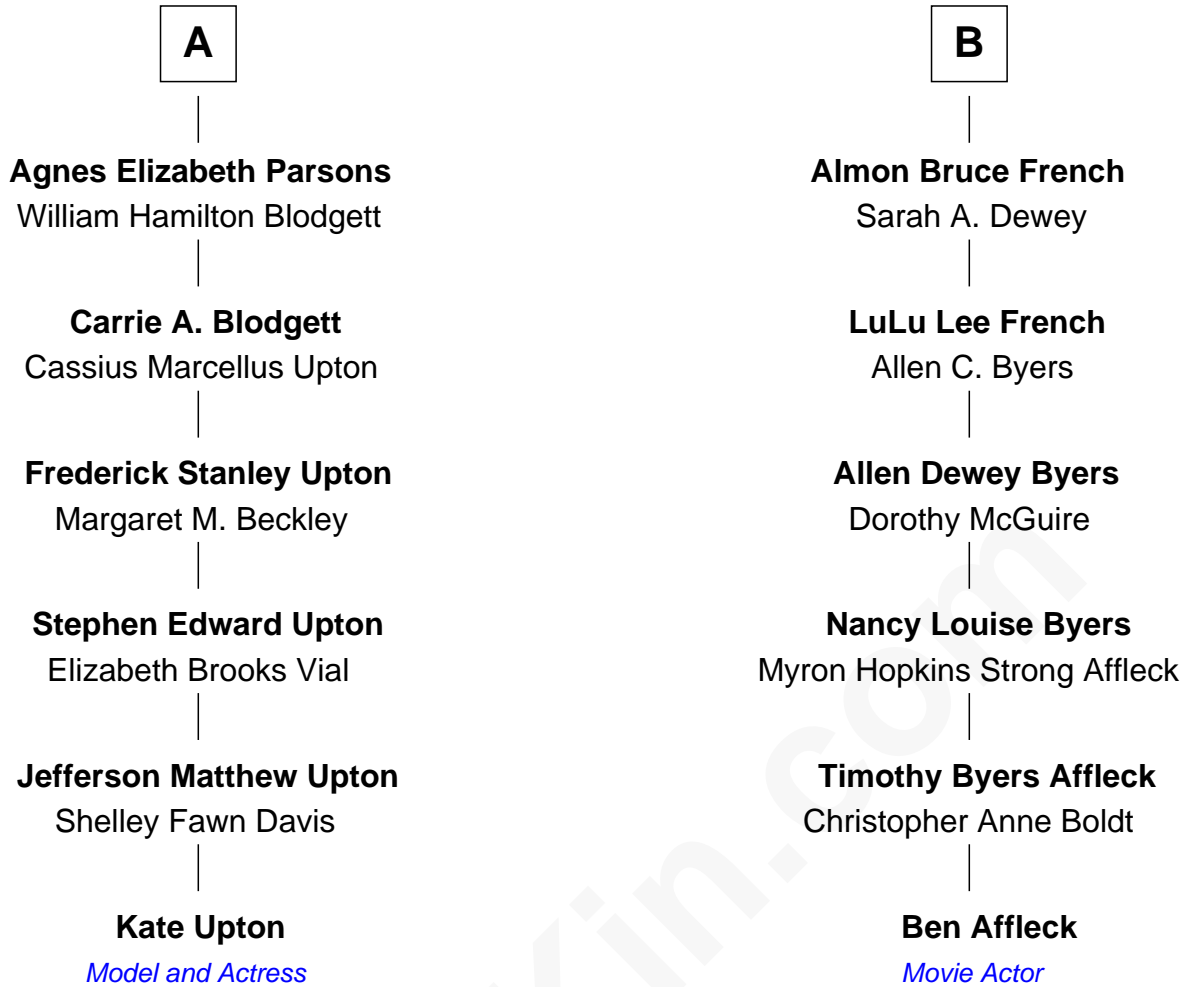 A
Agnes Elizabeth Parsons
William Hamilton Blodgett
Carrie A. Blodgett
Cassius Marcellus Upton
Frederick Stanley Upton
Margaret M. Beckley
Stephen Edward Upton
Elizabeth Brooks Vial
Jefferson Matthew Upton
Shelley Fawn Davis
Kate Upton
Model and Actress
B
Almon Bruce French
Sarah A. Dewey
LuLu Lee French
Allen C. Byers
Allen Dewey Byers
Dorothy McGuire
Nancy Louise Byers
Myron Hopkins Strong Affleck
Timothy Byers Affleck
Christopher Anne Boldt
Ben Affleck
Movie Actor